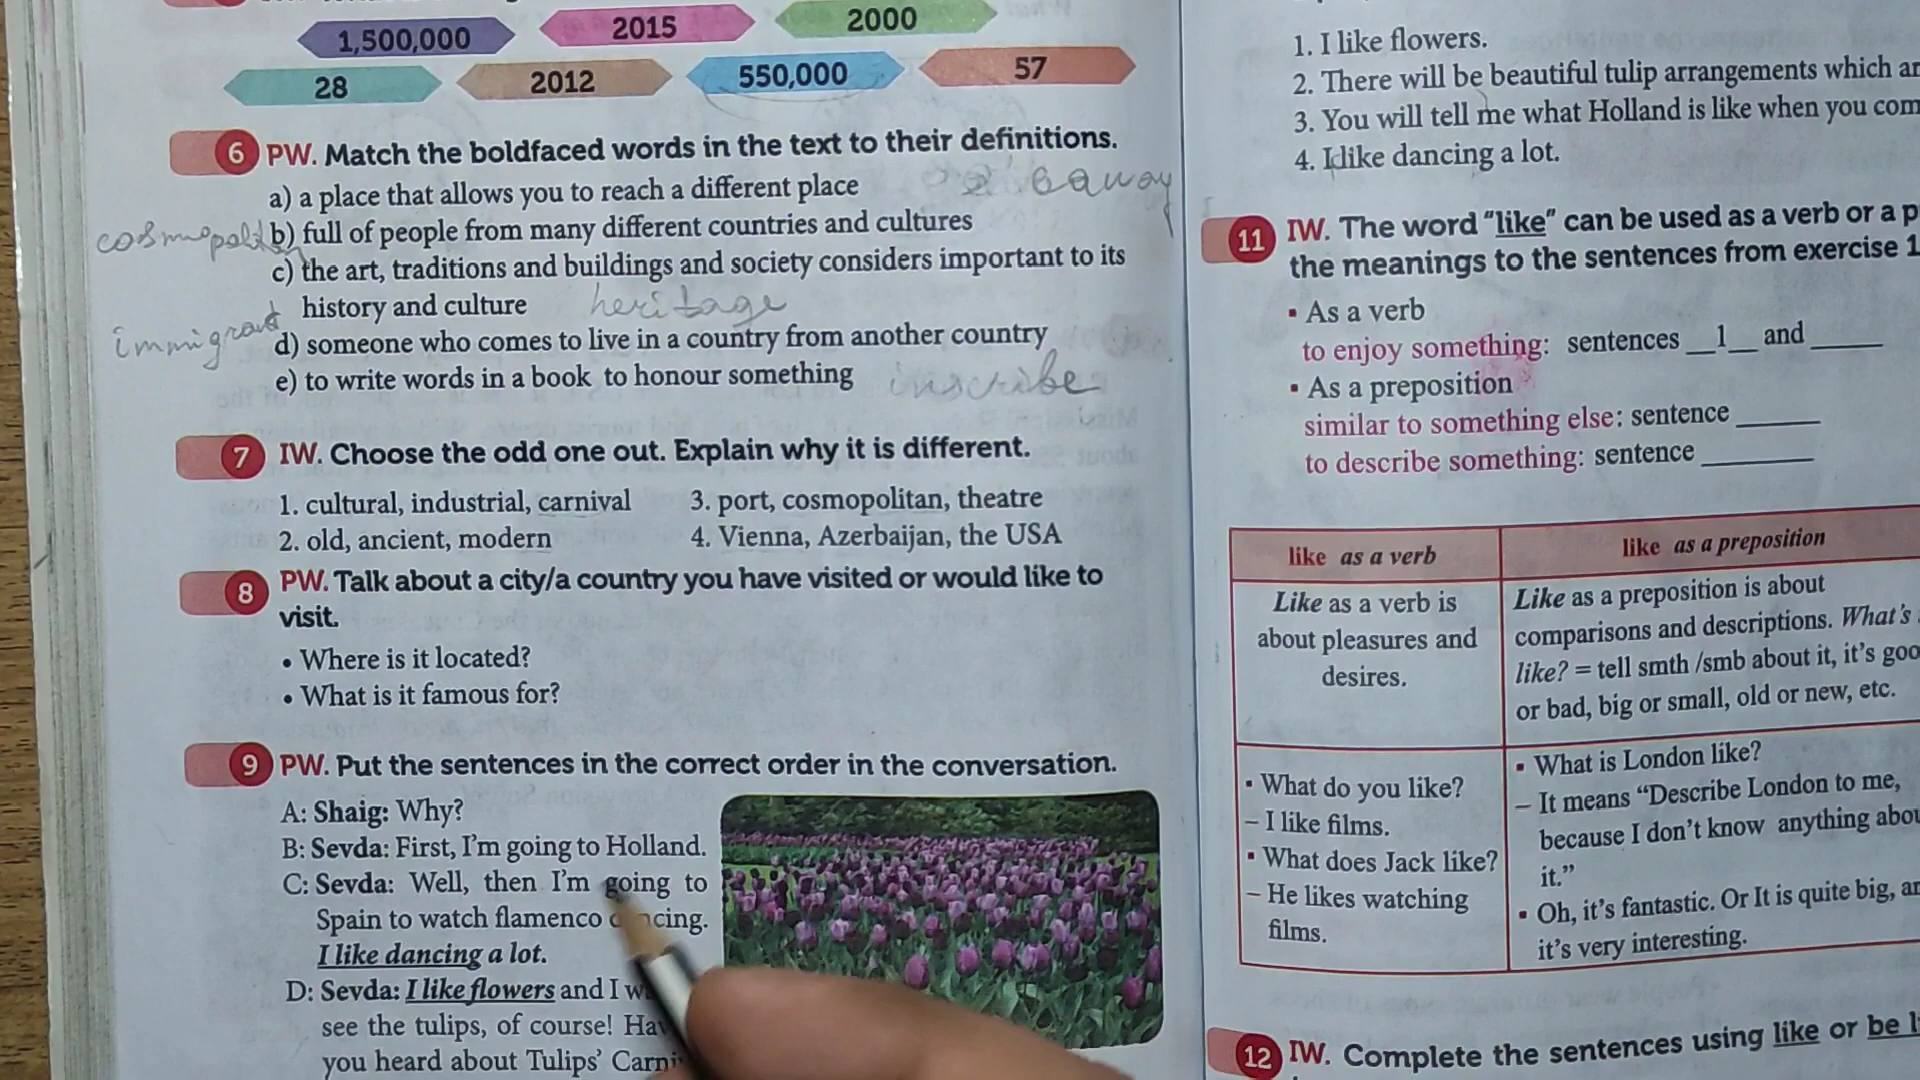 1,500,000
2015
2000
28
2012
550,000
57
6 PW. Match the boldfaced words in the text to their definitions.
a) a place that allows you to reach a different place
cosmopolitan b) full of people from many different countries and cultures
c) the art, traditions and buildings and society considers important to its
history and culture heritage
immigrant d) someone who comes to live in a country from another country
e) to write words in a book to honour something inscribe
7 IW. Choose the odd one out. Explain why it is different.
1. cultural, industrial, carnival 3. port, cosmopolitan, theatre
2. old, ancient, modern 4. Vienna, Azerbaijan, the USA
8 PW. Talk about a city/a country you have visited or would like to
visit.
• Where is it located?
• What is it famous for?
9 PW. Put the sentences in the correct order in the conversation.
A: Shaig: Why?
B: Sevda: First, I'm going to Holland.
C: Sevda: Well, then I'm going to
Spain to watch flamenco
I like dancing a lot.
D: Sevda: I like flowers and I
see the tulips, of course!
you heard about Tulips'
1. I like flowers.
2. There will be beautiful tulip arrangements which
3. You will tell me what Holland is like when you
4. I like dancing a lot.
11 IW. The word "like" can be used as a verb or a
the meanings to the sentences from exercise
▪ As a verb
to enjoy something: sentences __1__ and _____
▪ As a preposition
similar to something else: sentence ______
to describe something: sentence ________
like as a verb
like as a preposition
Like as a verb is
about pleasures and
desires.
Like as a preposition is about
comparisons and descriptions. What's
like? = tell smth /smb about it, it's
or bad, big or small, old or new, etc.
▪ What do you like?
– I like films.
▪ What does Jack like?
– He likes watching
films.
▪ What is London like?
– It means "Describe London to me,
because I don't know anything
it."
▪ Oh, it's fantastic. Or It is quite big,
it's very interesting.
12 IW. Complete the sentences using like or be